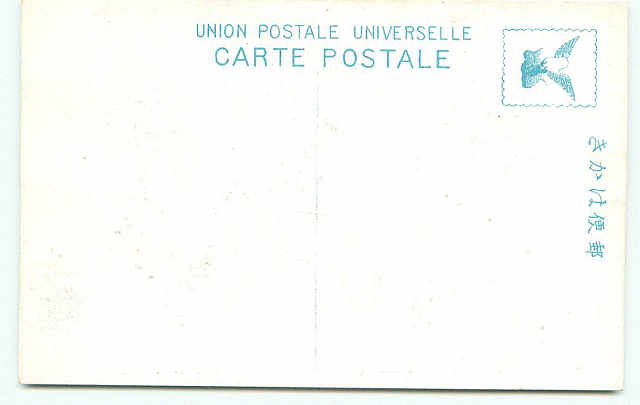 UNION POSTALE UNIVERSELLE
CARTE POSTALE
きかは便郵